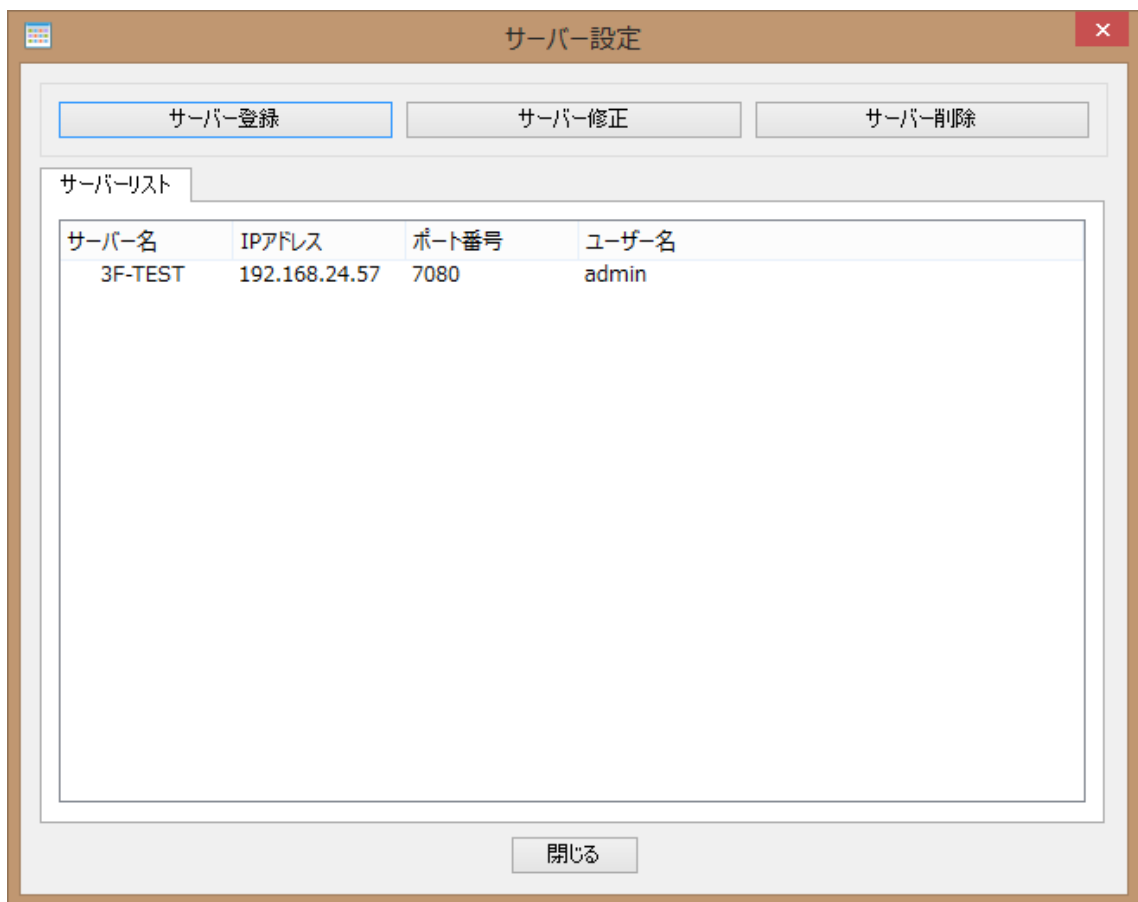 サーバー設定
サーバー登録 サーバー修正 サーバー削除
サーバーリスト
サーバー名 IPアドレス ポート番号 ユーザー名
3F-TEST 192.168.24.57 7080 admin
閉じる